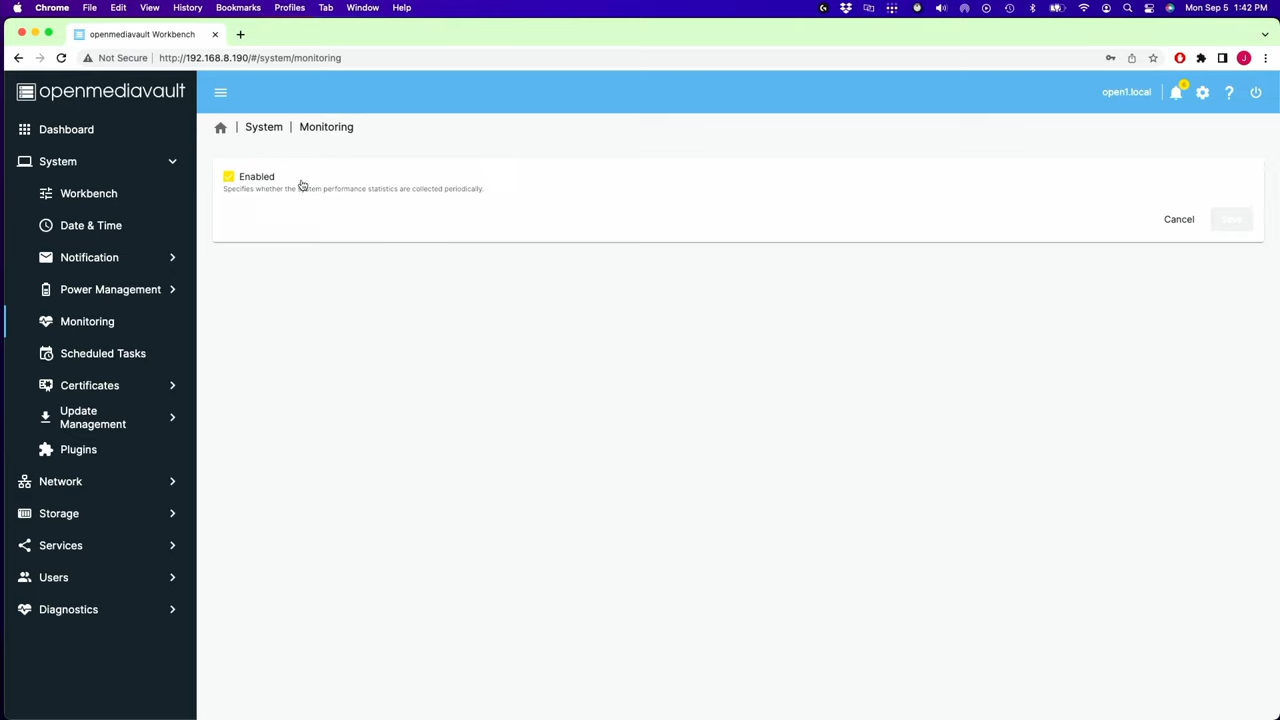 Chrome File Edit View History Bookmarks Profiles Tab Window Help Mon Sep 5 1:42 PM
openmediavault Workbench
Not Secure http://192.168.8.190/#/system/monitoring J
openmediavault
open1.local 6
Dashboard
System | Monitoring
System
Enabled
Specifies whether the system performance statistics are collected periodically.
Workbench
Cancel Save
Date & Time
Notification
Power Management
Monitoring
Scheduled Tasks
Certificates
Update
Management
Plugins
Network
Storage
Services
Users
Diagnostics